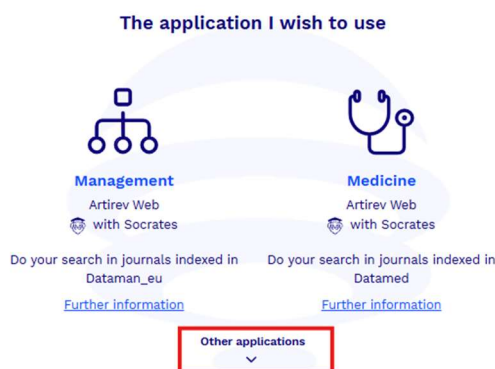 The application I wish to use
Management
Artirev Web
with Socrates
Do your search in journals indexed in
Dataman_eu
Further information
Medicine
Artirev Web
with Socrates
Do your search in journals indexed in
Datamed
Further information
Other applications